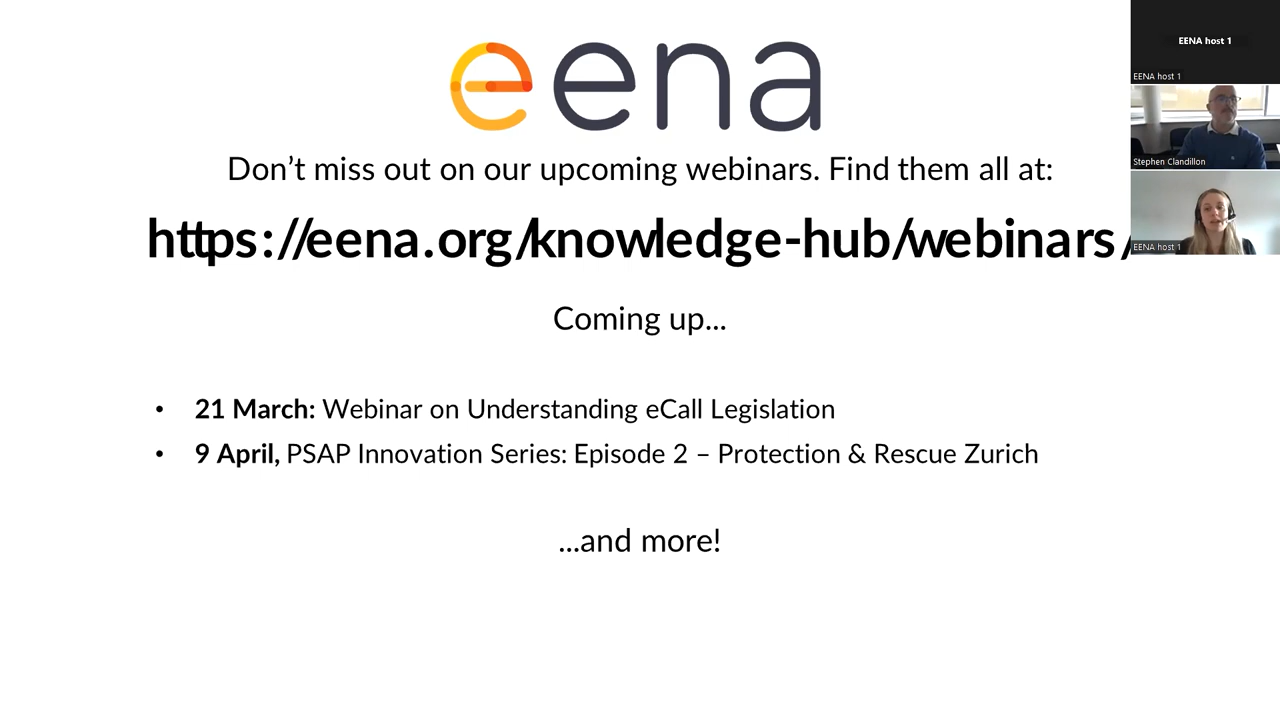 eena
Don’t miss out on our upcoming webinars. Find them all at:
https://eena.org/knowledge-hub/webinars/
Coming up...
• 21 March: Webinar on Understanding eCall Legislation
• 9 April, PSAP Innovation Series: Episode 2 – Protection & Rescue Zurich
...and more!
EENA host 1
EENA host 1
Stephen Clandillon
EENA host 1